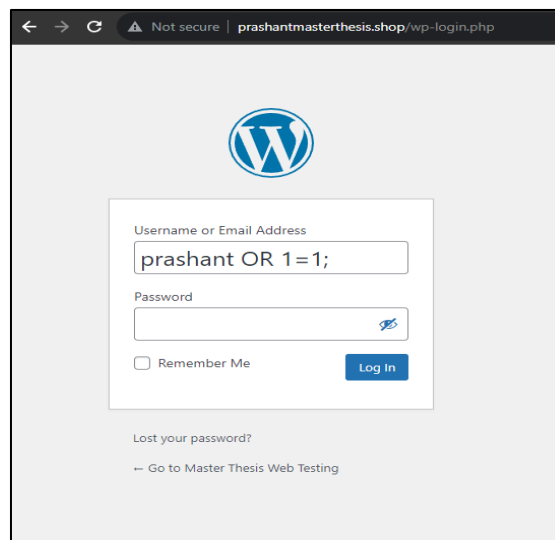 Not secure | prashantmasterthesis.shop/wp-login.php
Username or Email Address
prashant OR 1=1;
Password
Remember Me
Log In
Lost your password?
← Go to Master Thesis Web Testing